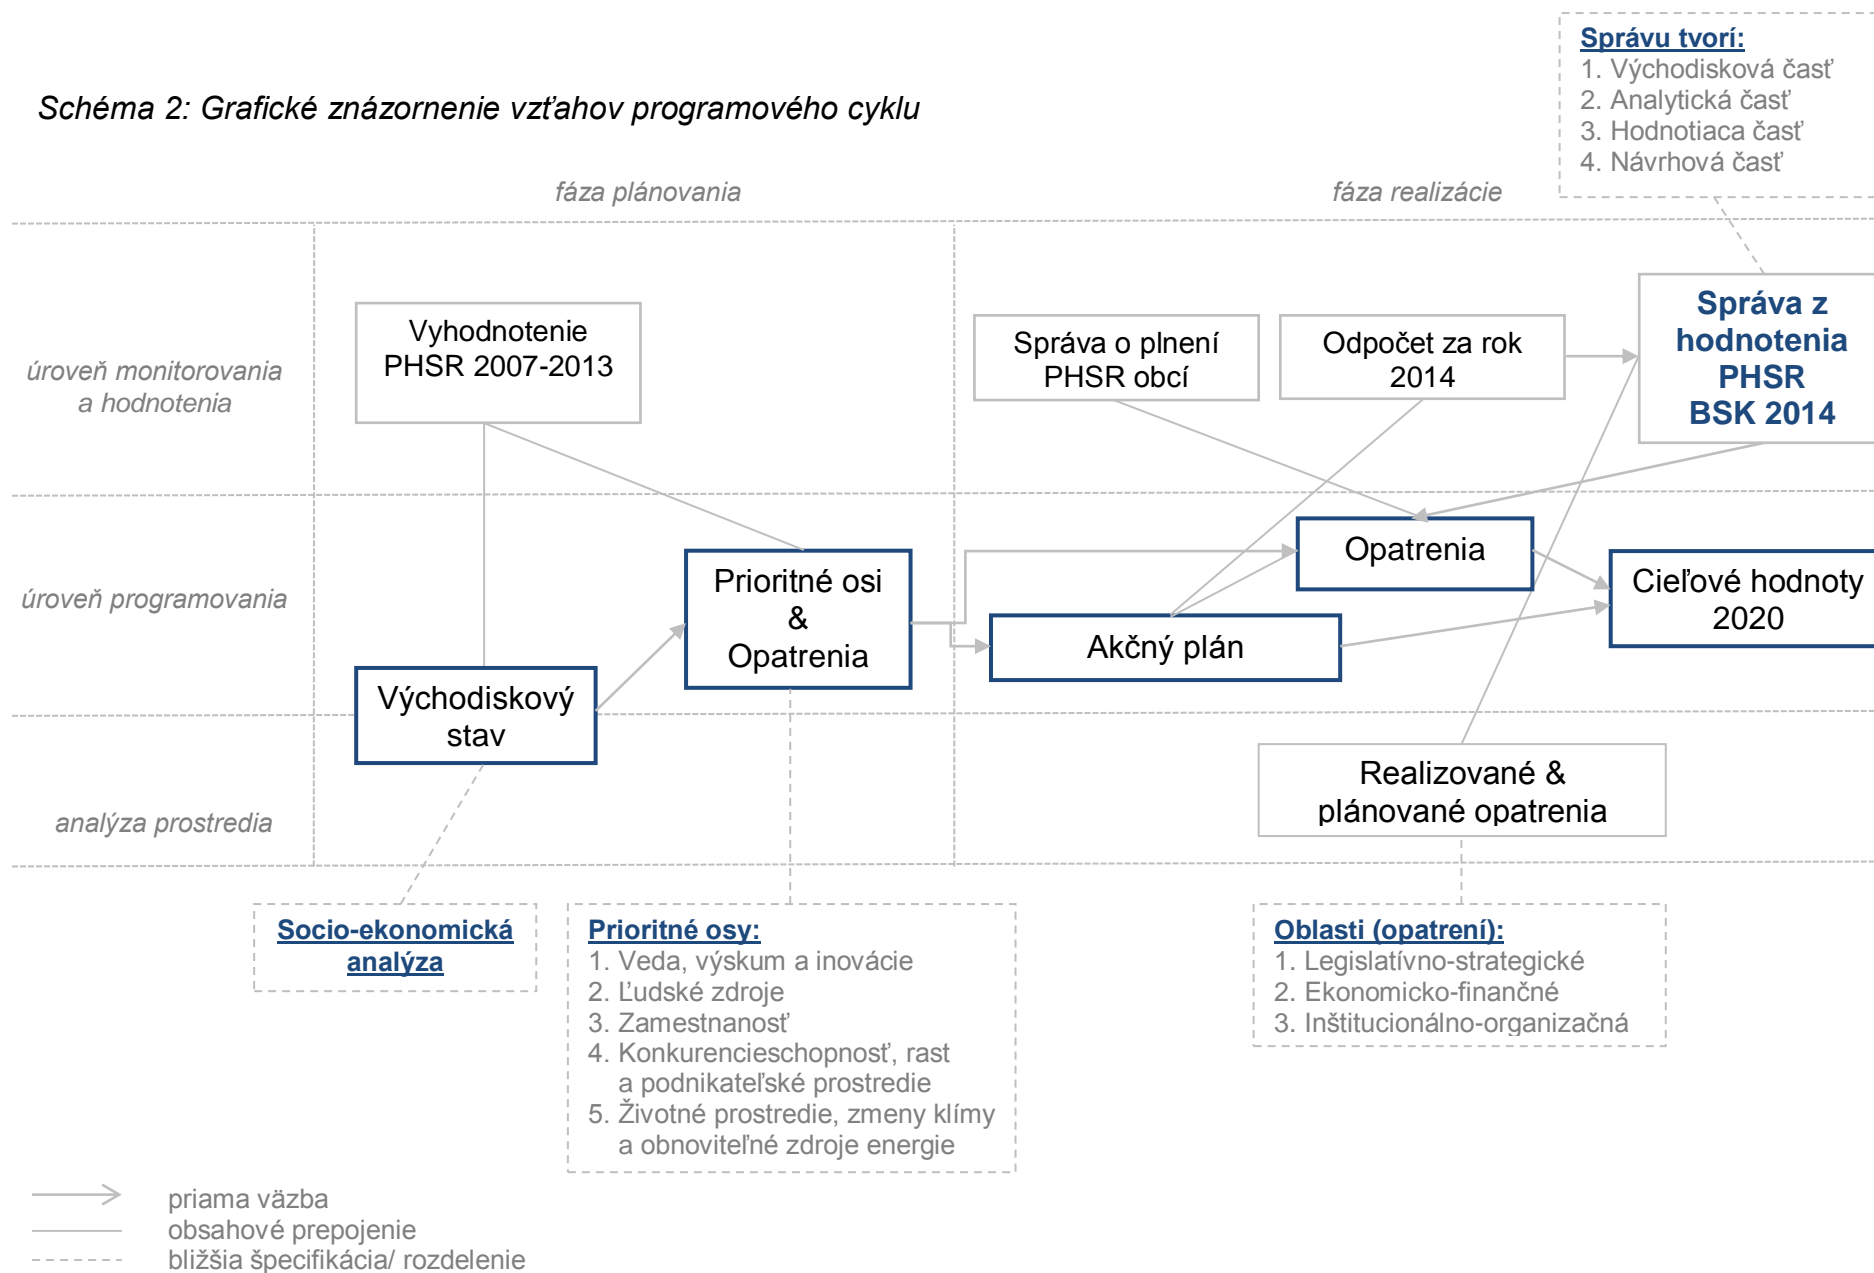 Správu tvorí:
1. Východisková časť
2. Analytická časť
3. Hodnotiaca časť
4. Návrhová časť
Schéma 2: Grafické znázornenie vzťahov programového cyklu
fáza plánovania
fáza realizácie
úroveň monitorovania
a hodnotenia
Vyhodnotenie
PHSR 2007-2013
Správa o plnení
PHSR obcí
Odpočet za rok
2014
Správa z
hodnotenia
PHSR
BSK 2014
úroveň programovania
Prioritné osi
&
Opatrenia
Opatrenia
Akčný plán
Cieľové hodnoty
2020
Východiskový
stav
analýza prostredia
Realizované &
plánované opatrenia
Socio-ekonomická
analýza
Prioritné osy:
1. Veda, výskum a inovácie
2. Ľudské zdroje
3. Zamestnanosť
4. Konkurencieschopnosť, rast
a podnikateľské prostredie
5. Životné prostredie, zmeny klímy
a obnoviteľné zdroje energie
Oblasti (opatrení):
1. Legislatívno-strategické
2. Ekonomicko-finančné
3. Inštitucionálno-organizačná
priama väzba
obsahové prepojenie
bližšia špecifikácia/ rozdelenie